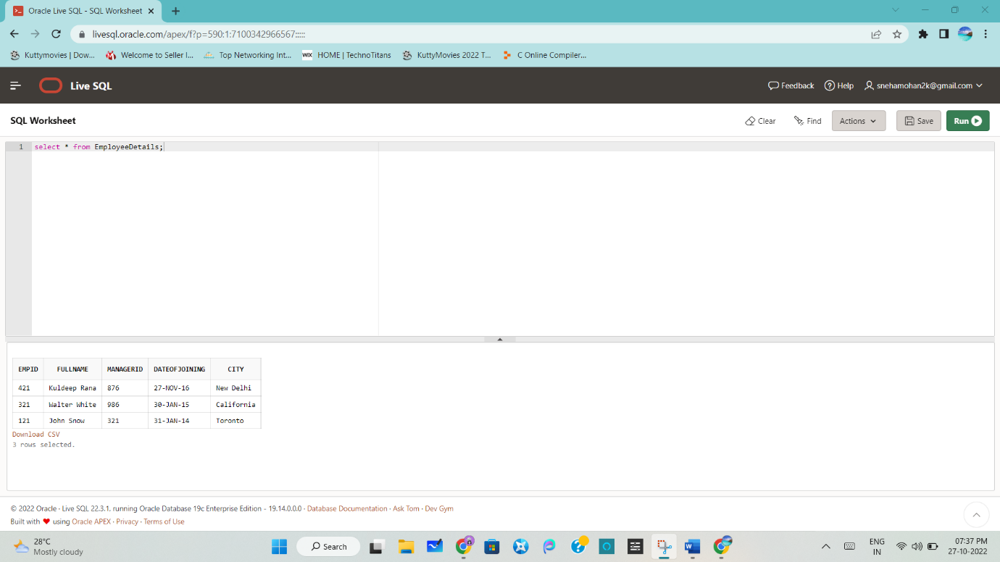 Oracle Live SQL - SQL Worksheet
livesql.oracle.com/apex/f?p=590:1:7100342966567:::::
Kuttymovies | Dow... Welcome to Seller I... Top Networking Int... WIX HOME | TechnoTitans KuttyMovies 2022 T... C Online Compiler...
Live SQL Feedback Help snehamohan2k@gmail.com
SQL Worksheet Clear Find Actions Save Run
1 select * from EmployeeDetails;
EMPID FULLNAME MANAGERID DATEOFJOINING CITY
421 Kuldeep Rana 876 27-NOV-16 New Delhi
321 Walter White 986 30-JAN-15 California
121 John Snow 321 31-JAN-14 Toronto
Download CSV
3 rows selected.
© 2022 Oracle · Live SQL 22.3.1, running Oracle Database 19c Enterprise Edition - 19.14.0.0.0 · Database Documentation · Ask Tom · Dev Gym
Built with ❤ using Oracle APEX · Privacy · Terms of Use
28°C
Mostly cloudy
Search
ENG
IN
07:37 PM
27-10-2022